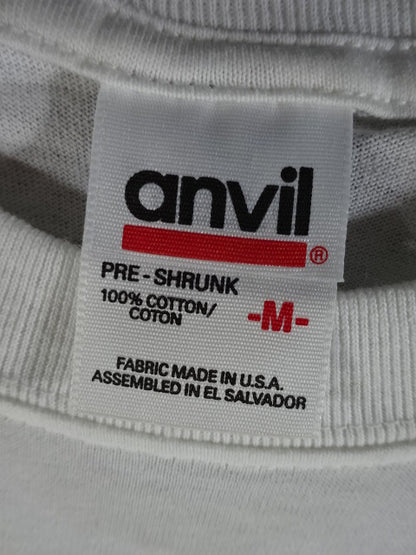 anvil
®
PRE-SHRUNK
100% COTTON/
COTON
-M-
FABRIC MADE IN U.S.A.
ASSEMBLED IN EL SALVADOR